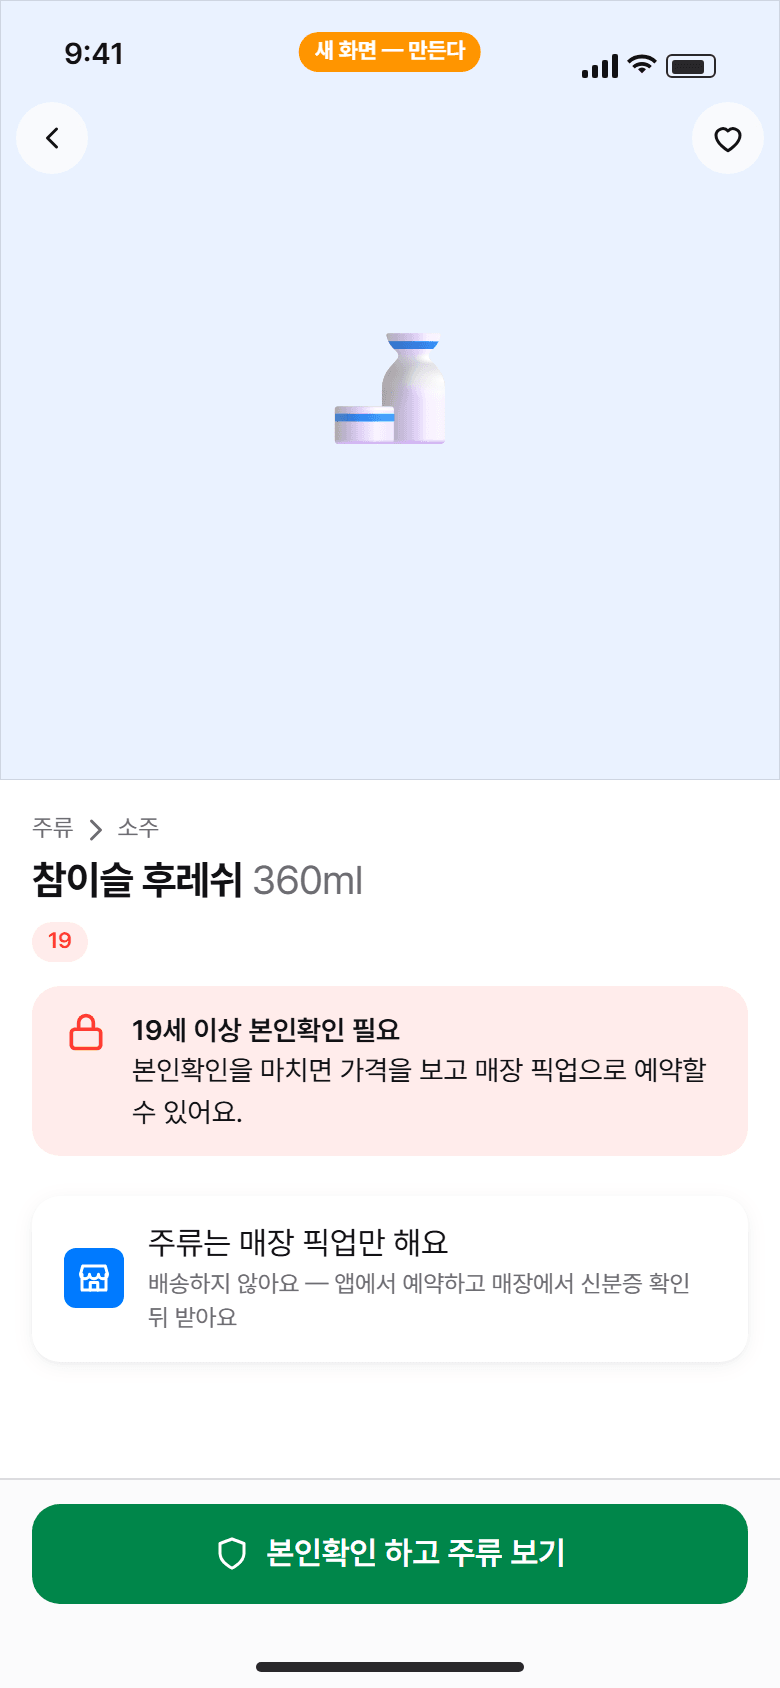 9:41
새 화면 — 만든다
주류 > 소주
참이슬 후레쉬 360ml
19
19세 이상 본인확인 필요
본인확인을 마치면 가격을 보고 매장 픽업으로 예약할
수 있어요.
주류는 매장 픽업만 해요
배송하지 않아요 — 앱에서 예약하고 매장에서 신분증 확인
뒤 받아요
본인확인 하고 주류 보기